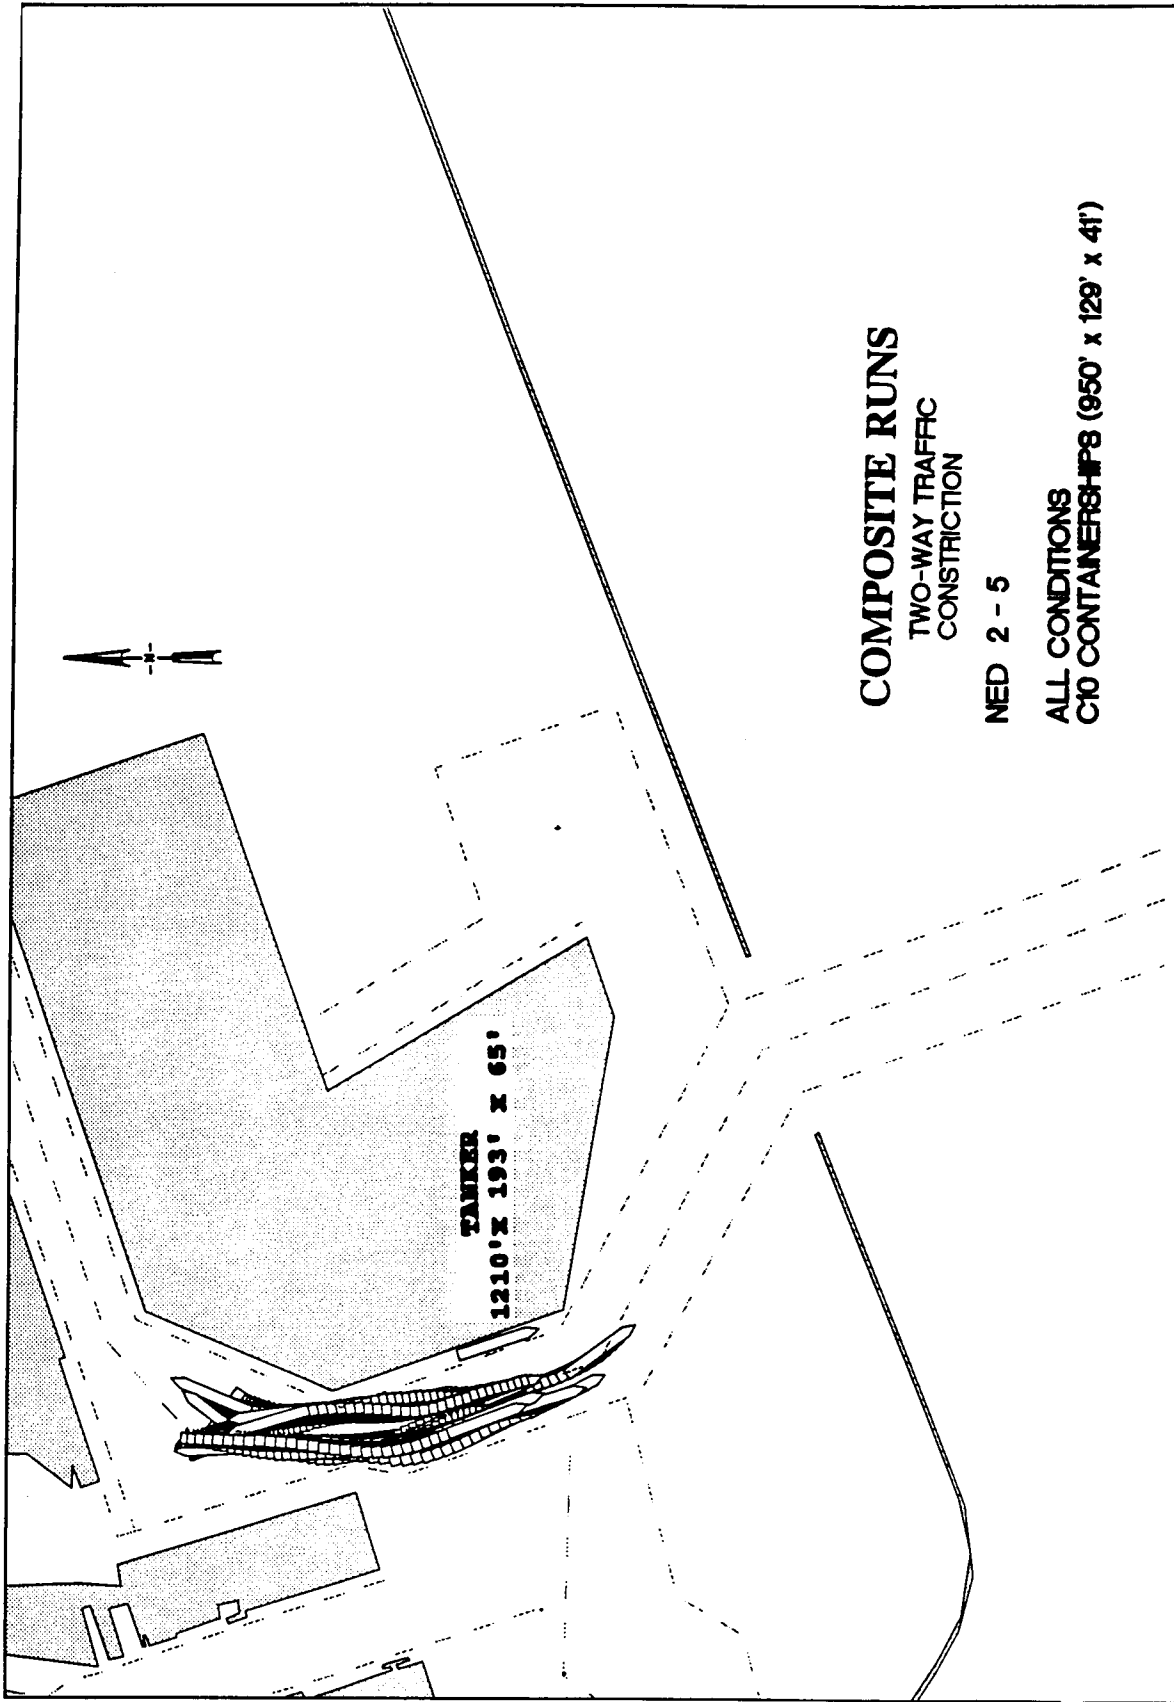 COMPOSITE RUNS
TWO-WAY TRAFFIC
CONSTRICTION
NED 2 - 5
ALL CONDITIONS
C10 CONTAINERSHIPS (950' x 129' x 41')
TANKER
1210'X 193' X 65'
N